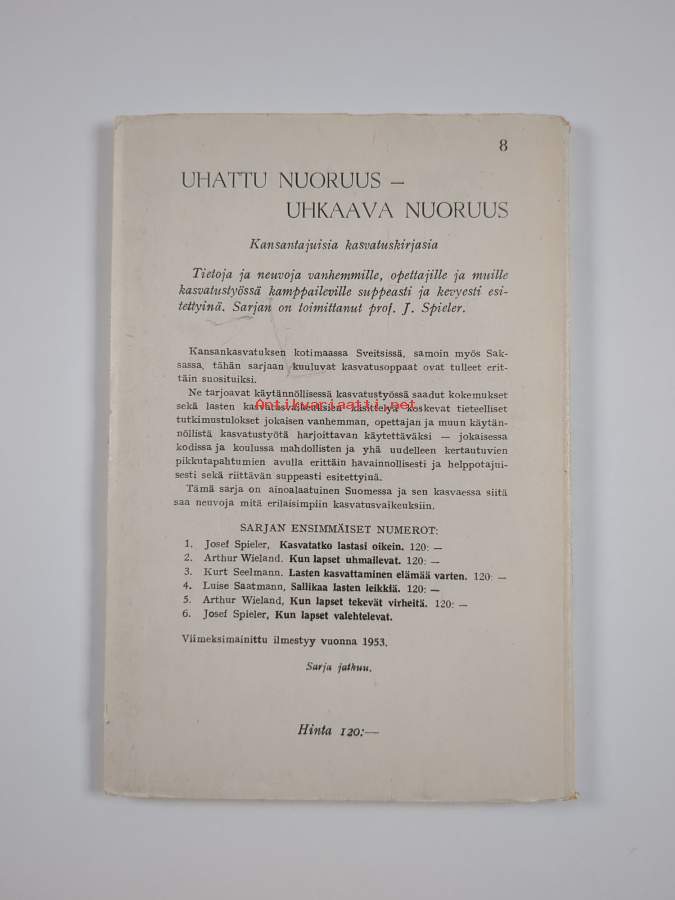 8
UHATTU NUORUUS –
UHKAAVA NUORUUS
Kansantajuisia kasvatuskirjasia
Tietoja ja neuvoja vanhemmille, opettajille ja muille
kasvatustyössä kamppaileville suppeasti ja kevyesti esi-
tettyinä. Sarjan on toimittanut prof. J. Spieler.
Kansankasvatuksen kotimaassa Sveitsissä, samoin myös Sak-
sassa, tähän sarjaan kuuluvat kasvatusoppaat ovat tulleet erit-
täin suosituiksi.
Ne tarjoavat käytännöllisessä kasvatustyössä saadut kokemukset
sekä lasten kasvatusvaikeuksien käsittelyä koskevat tieteelliset
Antikvariaatti.net
tutkimustulokset jokaisen vanhemman, opettajan ja muun käytän-
nöllistä kasvatustyötä harjoittavan käytettäväksi — jokaisessa
kodissa ja koulussa mahdollisten ja yhä uudelleen kertautuvien
pikkutapahtumien avulla erittäin havainnollisesti ja helppotajui-
sesti sekä riittävän suppeasti esitettyinä.
Tämä sarja on ainoalaatuinen Suomessa ja sen kasvaessa siitä
saa neuvoja mitä erilaisimpiin kasvatusvaikeuksiin.
SARJAN ENSIMMÄISET NUMEROT:
1. Josef Spieler, Kasvatatko lastasi oikein. 120: —
2. Arthur Wieland. Kun lapset uhmailevat. 120: —
3. Kurt Seelmann. Lasten kasvattaminen elämää varten. 120: —
4. Luise Saatmann, Sallikaa lasten leikkiä. 120: —
5. Arthur Wieland, Kun lapset tekevät virheitä. 120: —
6. Josef Spieler, Kun lapset valehtelevat.
Viimeksimainittu ilmestyy vuonna 1953.
Sarja jatkuu.
Hinta 120:—